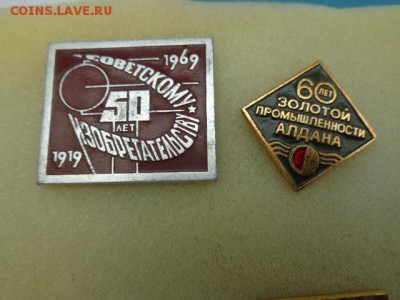 COINS.LAVE.RU
1969
СОВЕТСКОМУ
50
ЛЕТ
ИЗОБРЕТАТЕЛЬСТВУ
1919
60 ЛЕТ
ЗОЛОТОЙ
ПРОМЫШЛЕННОСТИ
АЛДАНА